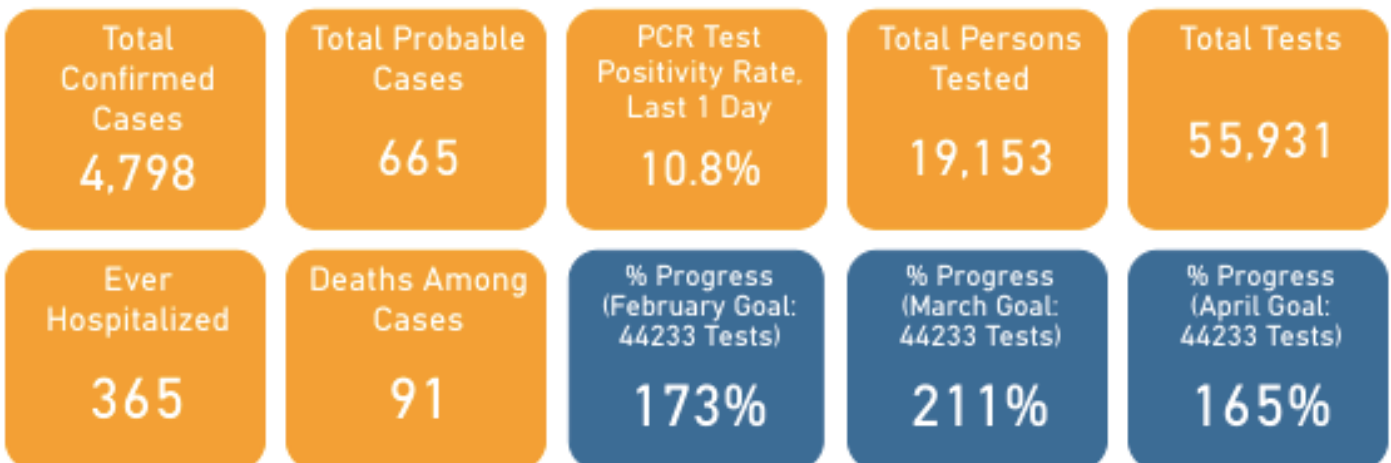 Total
Confirmed
Cases
4,798
Total Probable
Cases
665
PCR Test
Positivity Rate,
Last 1 Day
10.8%
Total Persons
Tested
19,153
Total Tests
55,931
Ever
Hospitalized
365
Deaths Among
Cases
91
% Progress
(February Goal:
44233 Tests)
173%
% Progress
(March Goal:
44233 Tests)
211%
% Progress
(April Goal:
44233 Tests)
165%